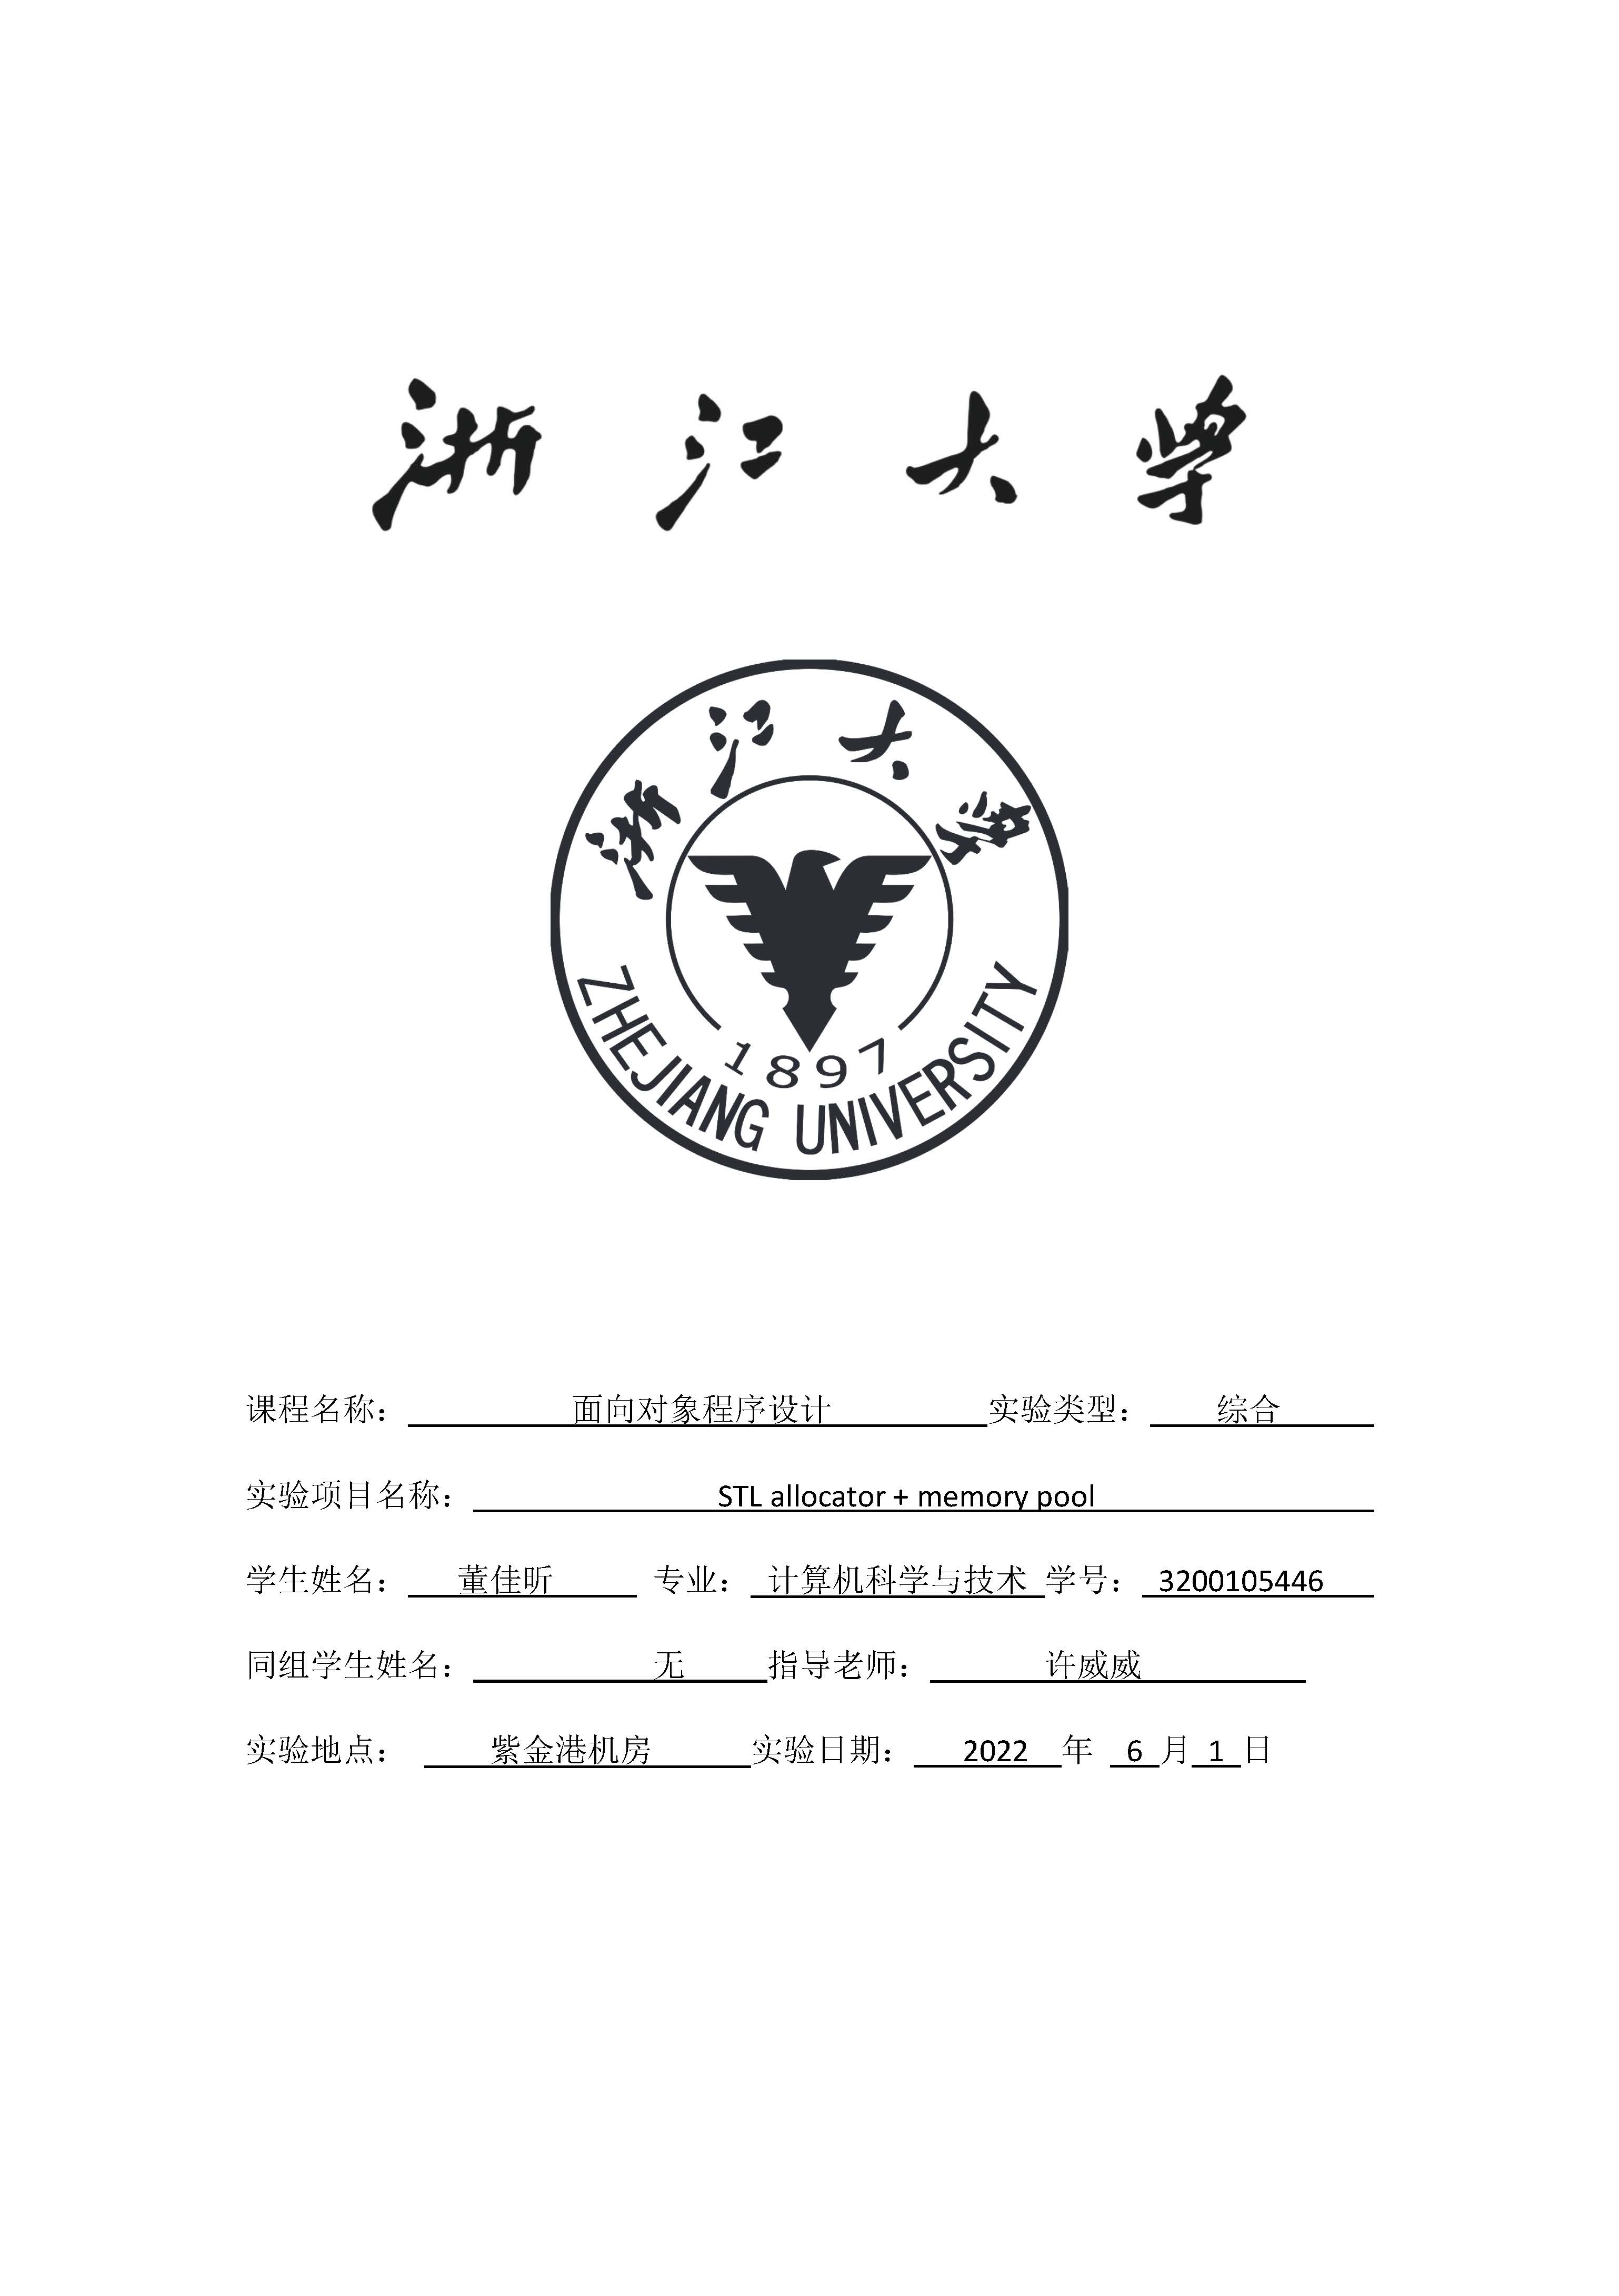 浙江大学
浙江大学
1897
ZHEJIANG UNIVERSITY
课程名称： 面向对象程序设计 实验类型： 综合
实验项目名称： STL allocator + memory pool
学生姓名： 董佳昕 专业： 计算机科学与技术 学号： 3200105446
同组学生姓名： 无 指导老师： 许威威
实验地点： 紫金港机房 实验日期： 2022 年 6 月 1 日